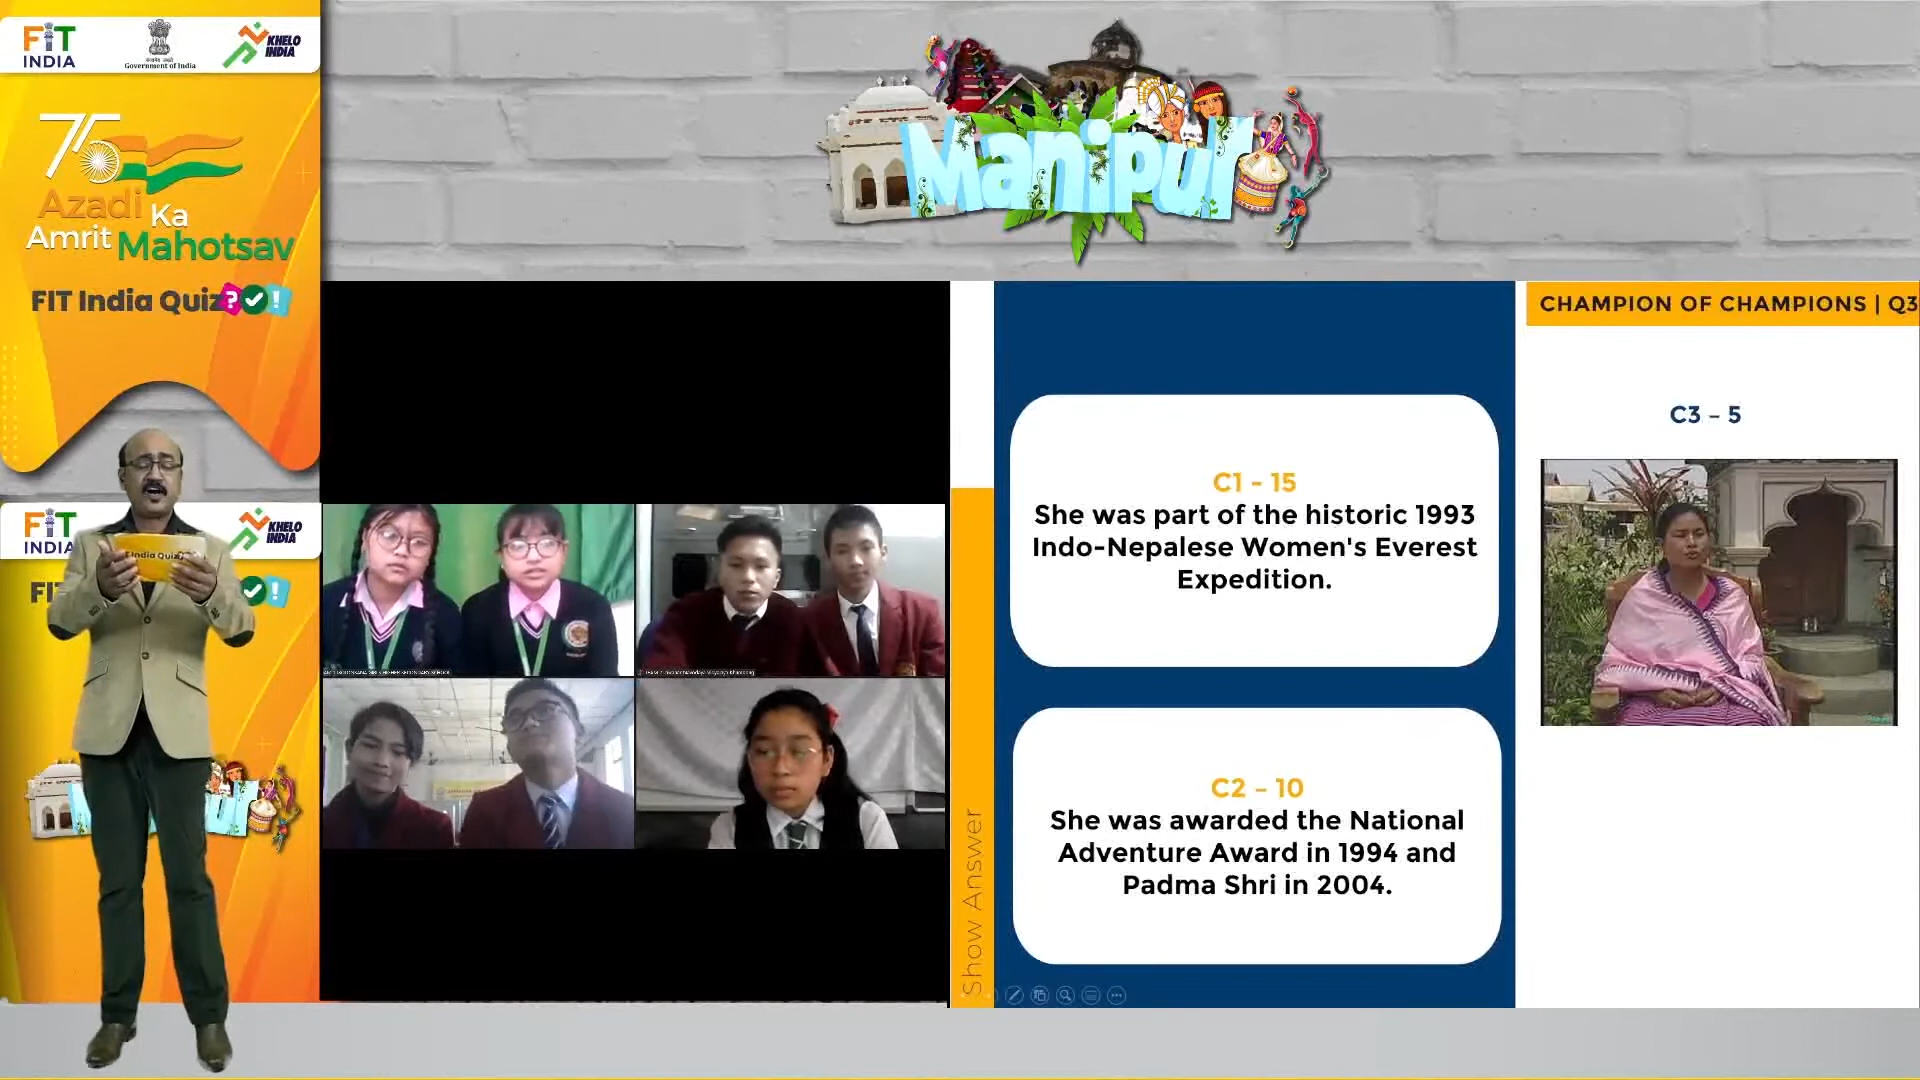 FiT
INDIA
Government of India
KHELO
INDIA
75
Azadi Ka
Amrit Mahotsav
FIT India Quiz?!
Manipur
CHAMPION OF CHAMPIONS | Q3
C3 – 5
C1 - 15
She was part of the historic 1993
Indo-Nepalese Women's Everest
Expedition.
C2 – 10
She was awarded the National
Adventure Award in 1994 and
Padma Shri in 2004.
Show Answer
FiT
INDIA
KHELO
INDIA
India Quiz
FI